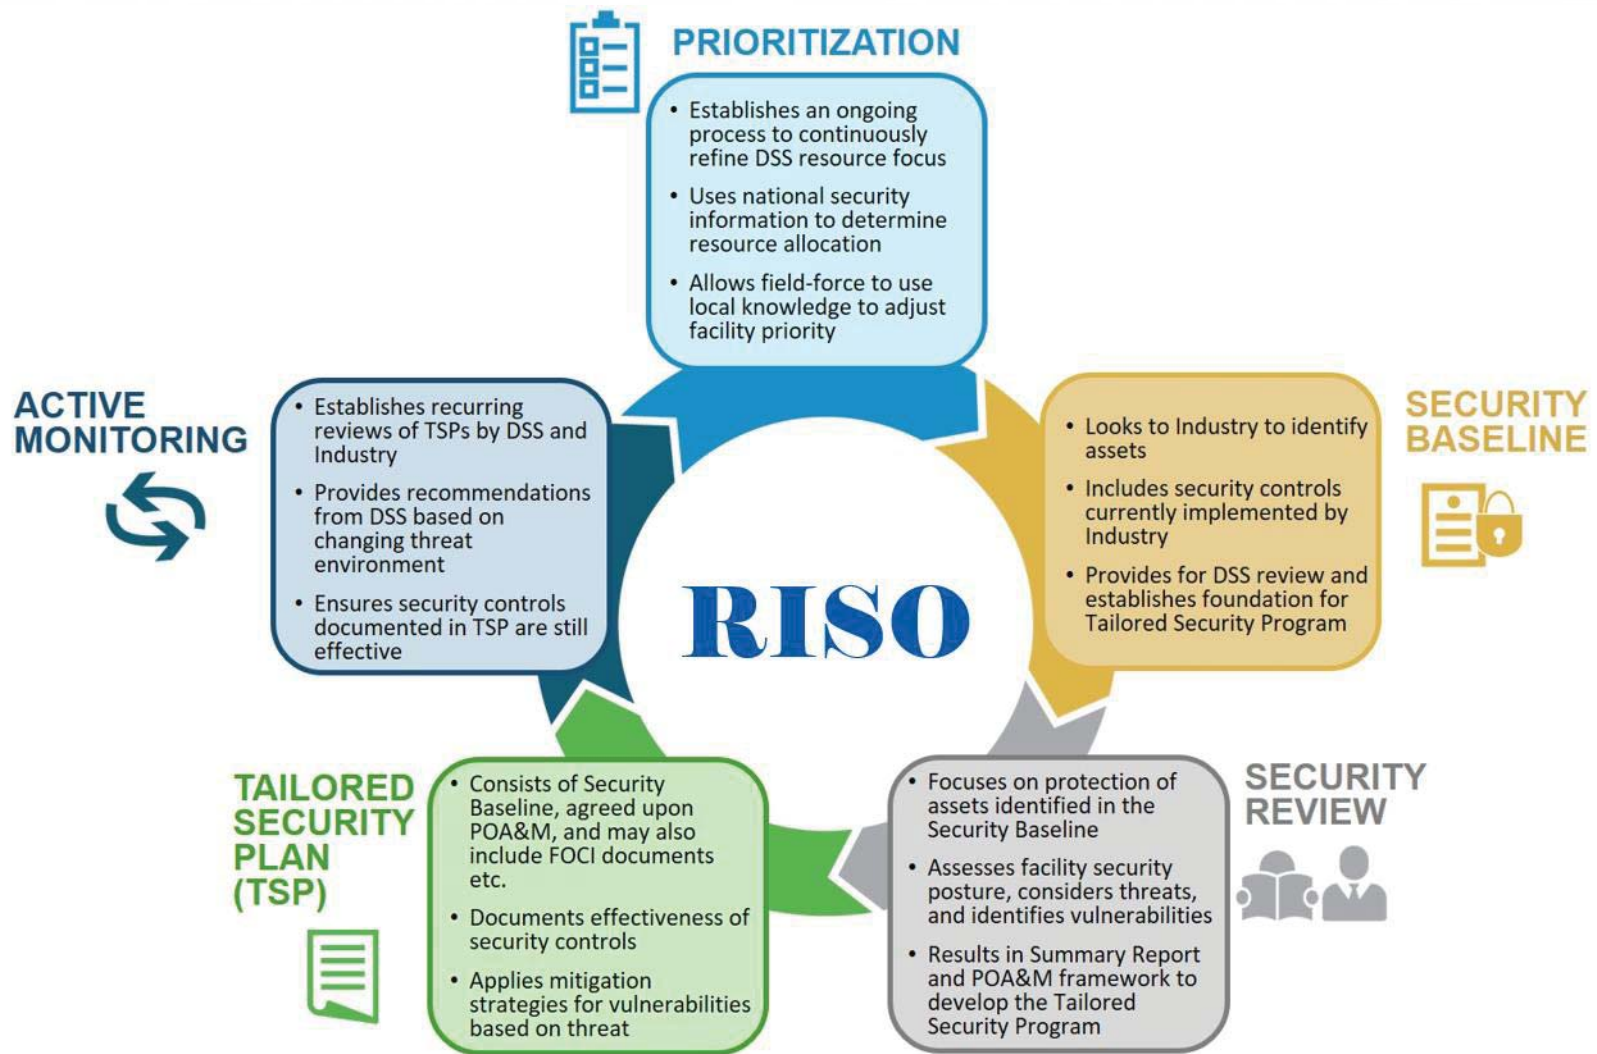 PRIORITIZATION
• Establishes an ongoing
process to continuously
refine DSS resource focus
• Uses national security
information to determine
resource allocation
• Allows field-force to use
local knowledge to adjust
facility priority
SECURITY
BASELINE
• Looks to Industry to identify
assets
• Includes security controls
currently implemented by
Industry
• Provides for DSS review and
establishes foundation for
Tailored Security Program
SECURITY
REVIEW
• Focuses on protection of
assets identified in the
Security Baseline
• Assesses facility security
posture, considers threats,
and identifies vulnerabilities
• Results in Summary Report
and POA&M framework to
develop the Tailored
Security Program
TAILORED
SECURITY
PLAN
(TSP)
• Consists of Security
Baseline, agreed upon
POA&M, and may also
include FOCI documents
etc.
• Documents effectiveness of
security controls
• Applies mitigation
strategies for vulnerabilities
based on threat
ACTIVE
MONITORING
• Establishes recurring
reviews of TSPs by DSS and
Industry
• Provides recommendations
from DSS based on
changing threat
environment
• Ensures security controls
documented in TSP are still
effective
RISO